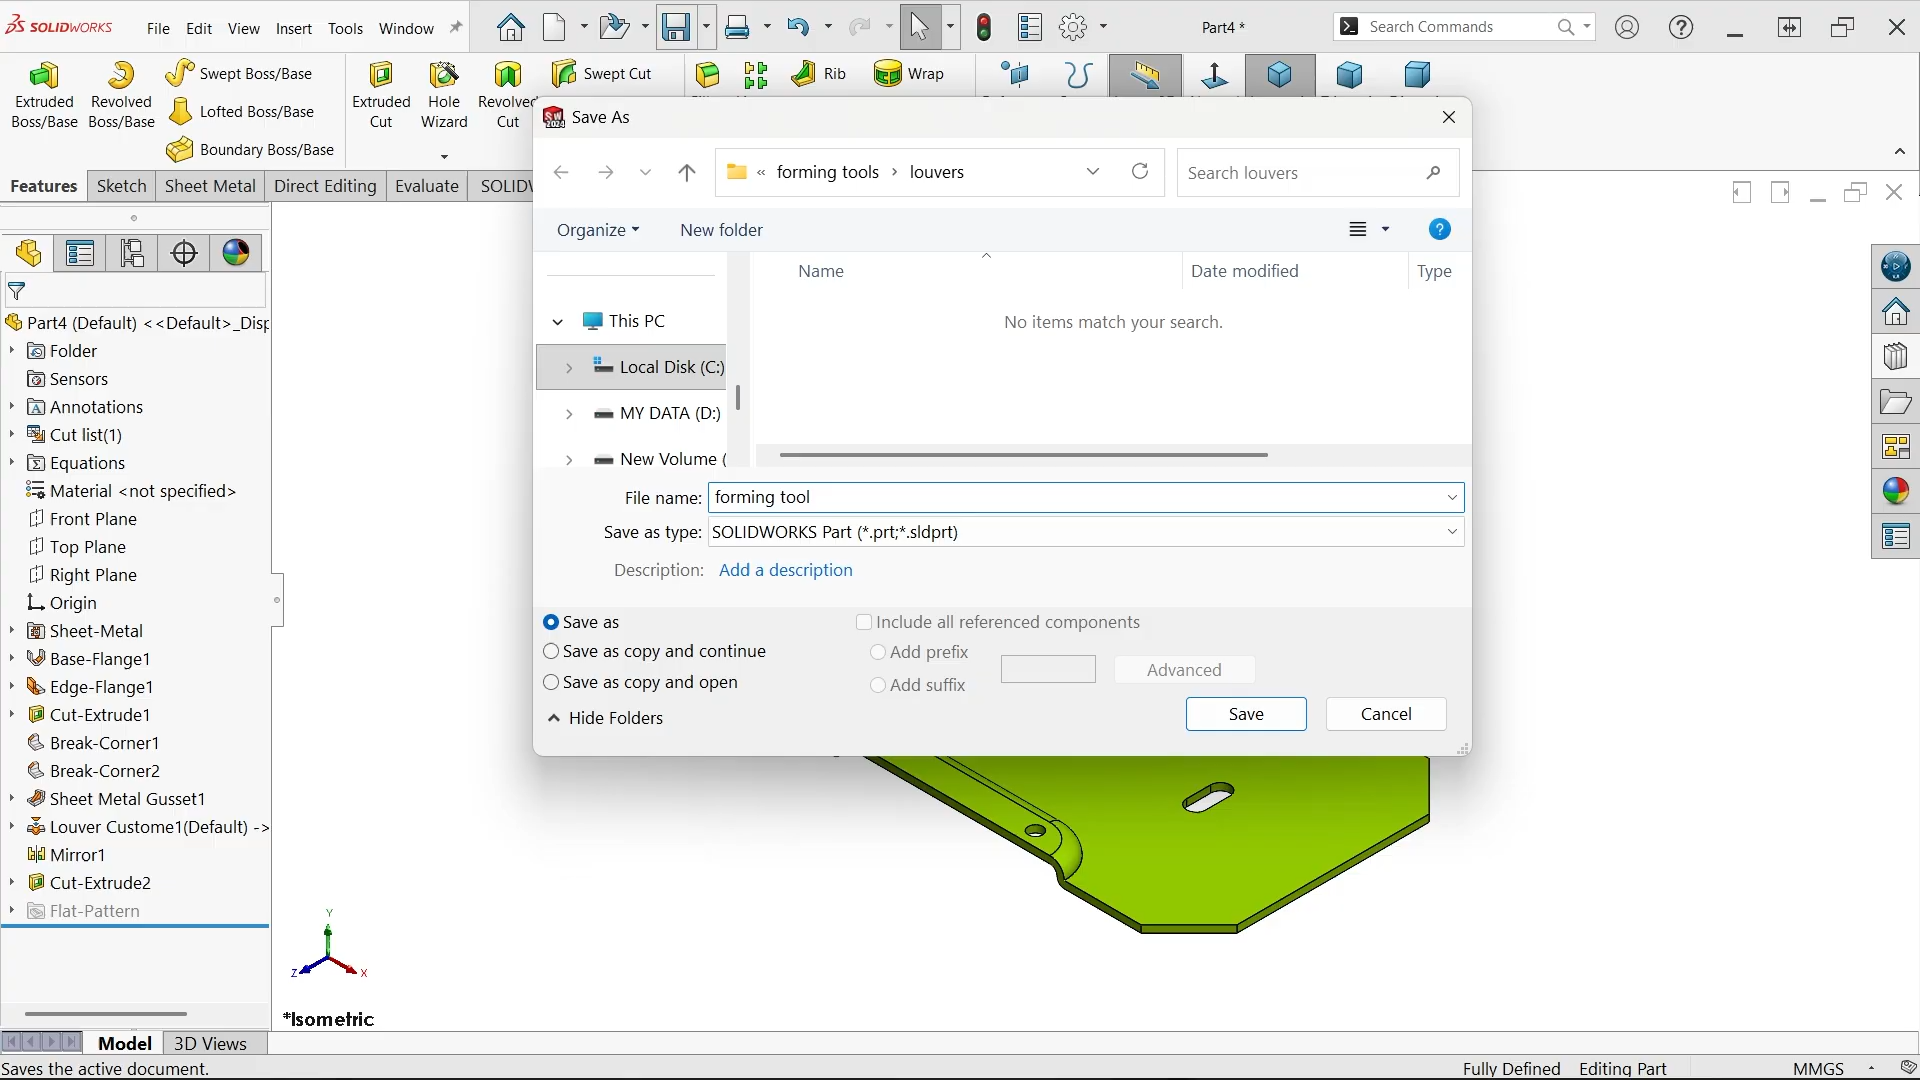 SOLIDWORKS File Edit View Insert Tools Window Part4 * Search Commands
Extruded Boss/Base
Revolved Boss/Base
Swept Boss/Base
Lofted Boss/Base
Boundary Boss/Base
Extruded Cut
Hole Wizard
Revolved Cut
Swept Cut
Rib
Wrap
Features Sketch Sheet Metal Direct Editing Evaluate SOLIDW
Save As
« forming tools › louvers
Search louvers
Organize New folder
Name Date modified Type
No items match your search.
This PC
Local Disk (C:)
MY DATA (D:)
New Volume (
File name: forming tool
Save as type: SOLIDWORKS Part (*.prt;*.sldprt)
Description: Add a description
Save as
Save as copy and continue
Save as copy and open
Include all referenced components
Add prefix
Add suffix
Advanced
Hide Folders
Save Cancel
Part4 (Default) <<Default>_Disp
Folder
Sensors
Annotations
Cut list(1)
Equations
Material <not specified>
Front Plane
Top Plane
Right Plane
Origin
Sheet-Metal
Base-Flange1
Edge-Flange1
Cut-Extrude1
Break-Corner1
Break-Corner2
Sheet Metal Gusset1
Louver Custome1(Default) ->
Mirror1
Cut-Extrude2
Flat-Pattern
Y
Z
X
*Isometric
Model 3D Views
Saves the active document. Fully Defined Editing Part MMGS